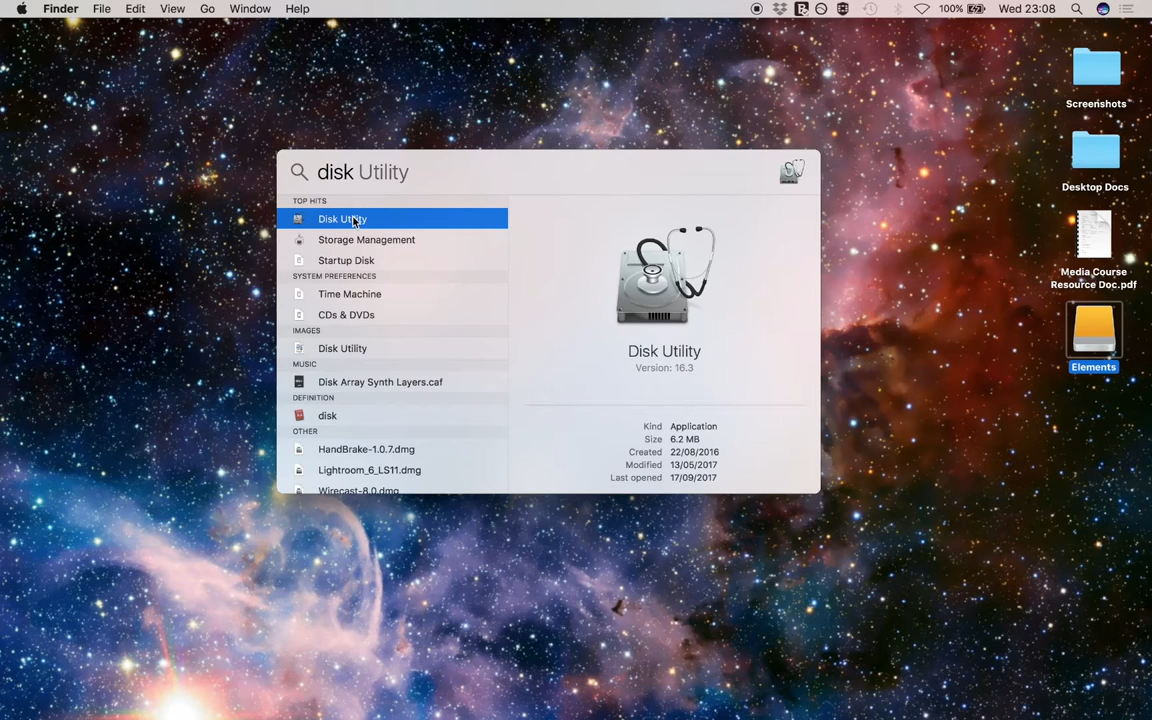 Finder File Edit View Go Window Help 100% Wed 23:08
Screenshots
Desktop Docs
Media Course
Resource Doc.pdf
Elements
disk Utility
TOP HITS
Disk Utility
Storage Management
Startup Disk
SYSTEM PREFERENCES
Time Machine
CDs & DVDs
IMAGES
Disk Utility
MUSIC
Disk Array Synth Layers.caf
DEFINITION
disk
OTHER
HandBrake-1.0.7.dmg
Lightroom_6_LS11.dmg
Wirecast-8.0.dmg
Disk Utility
Version: 16.3
Kind Application
Size 6.2 MB
Created 22/08/2016
Modified 13/05/2017
Last opened 17/09/2017